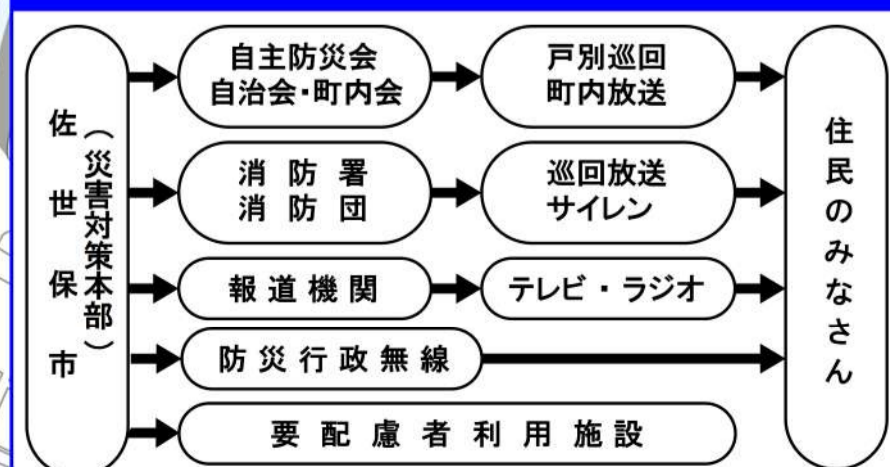 佐世保市
（災害対策本部）
自主防災会
自治会・町内会
戸別巡回
町内放送
消防署
消防団
巡回放送
サイレン
報道機関
テレビ・ラジオ
防災行政無線
要配慮者利用施設
住民のみなさん